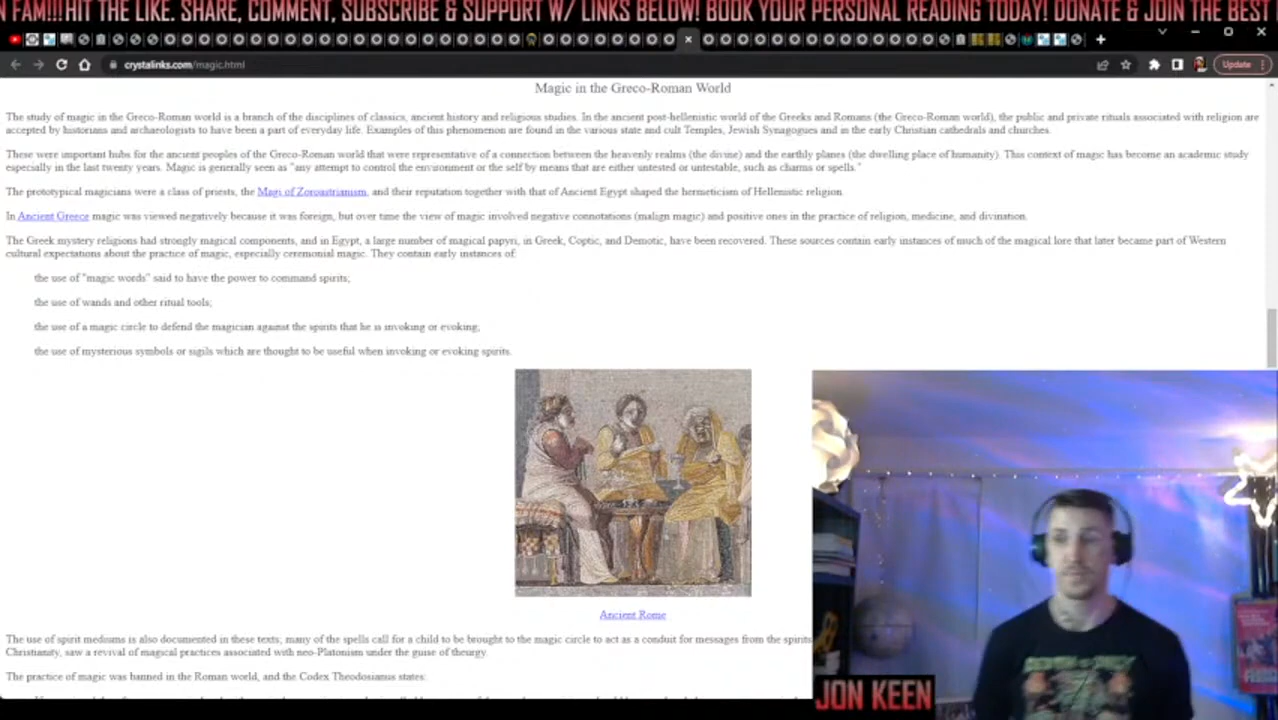 N FAM!!! HIT THE LIKE. SHARE, COMMENT, SUBSCRIBE & SUPPORT W/ LINKS BELOW! BOOK YOUR PERSONAL READING TODAY! DONATE & JOIN THE BEST
crystalinks.com/magic.html
Update
Magic in the Greco-Roman World
The study of magic in the Greco-Roman world is a branch of the disciplines of classics, ancient history and religious studies. In the ancient post-hellenistic world of the Greeks and Romans (the Greco-Roman world), the public and private rituals associated with religion are
accepted by historians and archaeologists to have been a part of everyday life. Examples of this phenomenon are found in the various state and cult Temples, Jewish Synagogues and in the early Christian cathedrals and churches.
These were important hubs for the ancient peoples of the Greco-Roman world that were representative of a connection between the heavenly realms (the divine) and the earthly planes (the dwelling place of humanity). This context of magic has become an academic study
especially in the last twenty years. Magic is generally seen as "any attempt to control the environment or the self by means that are either untested or untestable, such as charms or spells."
The prototypical magicians were a class of priests, the Magi of Zoroastrianism, and their reputation together with that of Ancient Egypt shaped the hermeticism of Hellenistic religion.
In Ancient Greece magic was viewed negatively because it was foreign, but over time the view of magic involved negative connotations (malign magic) and positive ones in the practice of religion, medicine, and divination.
The Greek mystery religions had strongly magical components, and in Egypt, a large number of magical papyri, in Greek, Coptic, and Demotic, have been recovered. These sources contain early instances of much of the magical lore that later became part of Western
cultural expectations about the practice of magic, especially ceremonial magic. They contain early instances of:
the use of "magic words" said to have the power to command spirits;
the use of wands and other ritual tools;
the use of a magic circle to defend the magician against the spirits that he is invoking or evoking;
the use of mysterious symbols or sigils which are thought to be useful when invoking or evoking spirits.
Ancient Rome
The use of spirit mediums is also documented in these texts; many of the spells call for a child to be brought to the magic circle to act as a conduit for messages from the spirits
Christianity, saw a revival of magical practices associated with neo-Platonism under the guise of theurgy.
The practice of magic was banned in the Roman world, and the Codex Theodosianus states:
JON KEEN